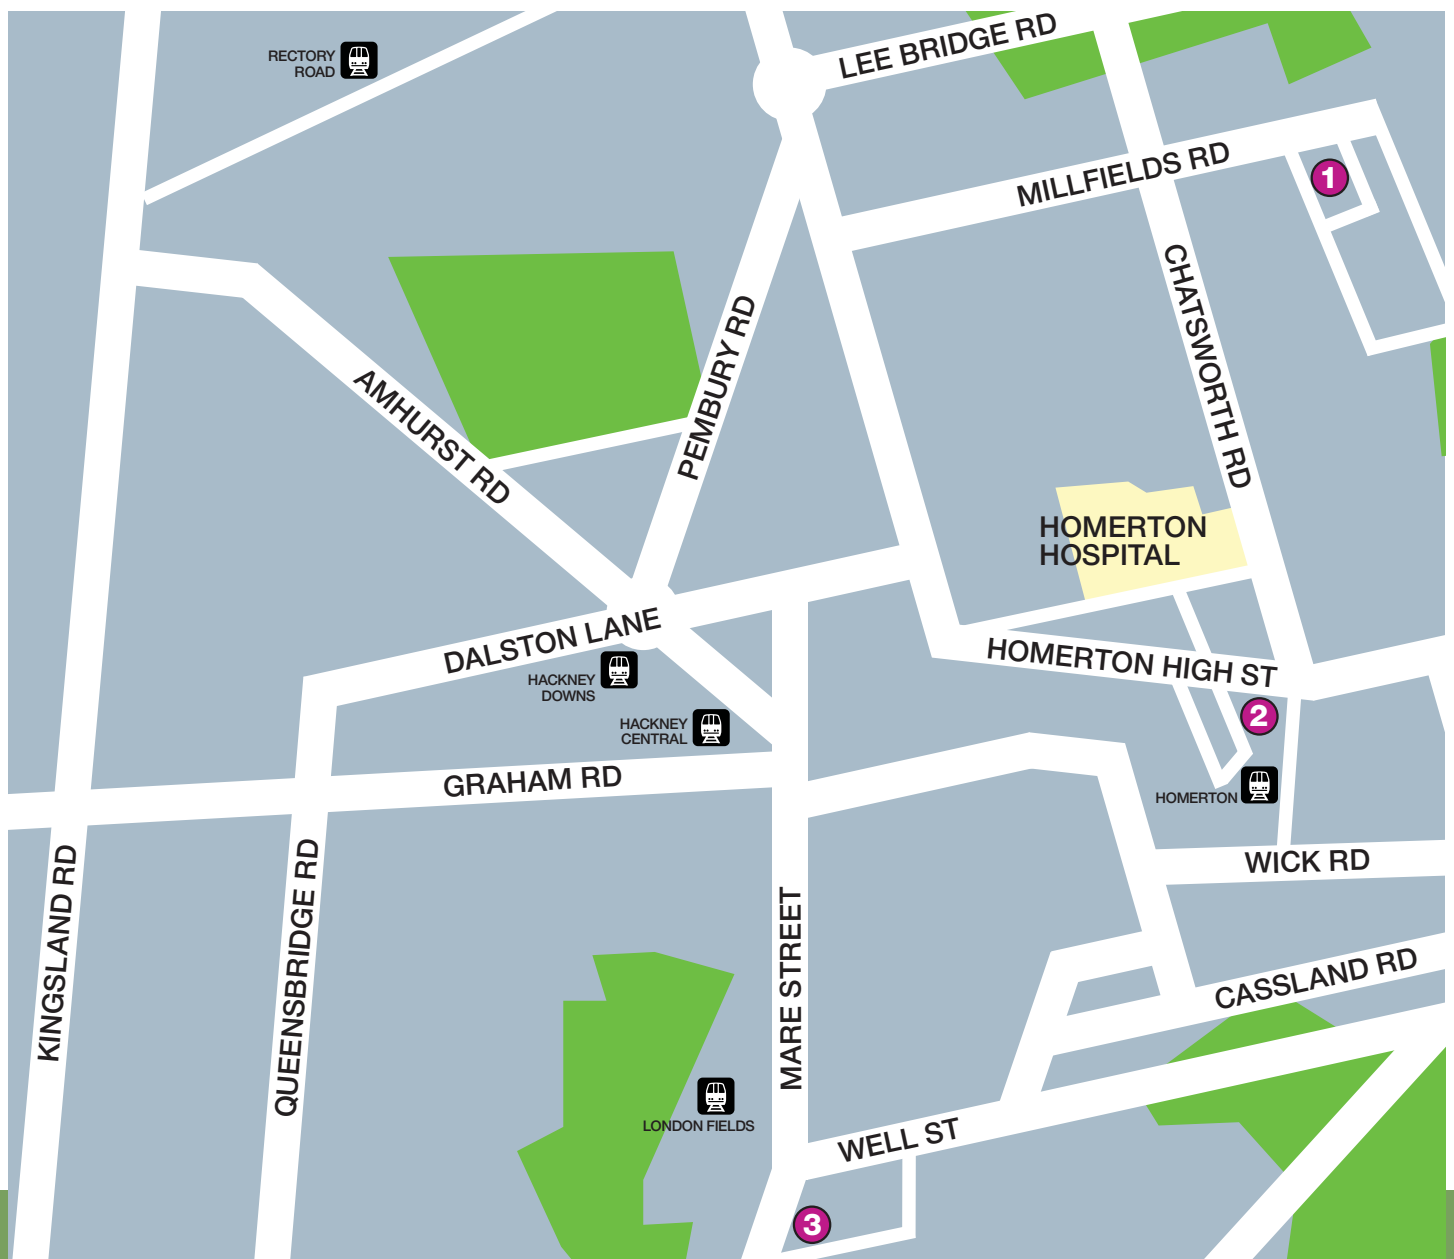 LEE BRIDGE RD
RECTORY
ROAD
MILLFIELDS RD
1
CHATSWORTH RD
PEMBURY RD
AMHURST RD
HOMERTON
HOSPITAL
DALSTON LANE
HOMERTON HIGH ST
HACKNEY
DOWNS
HACKNEY
CENTRAL
2
GRAHAM RD
HOMERTON
WICK RD
KINGSLAND RD
QUEENSBRIDGE RD
MARE STREET
CASSLAND RD
LONDON FIELDS
WELL ST
3